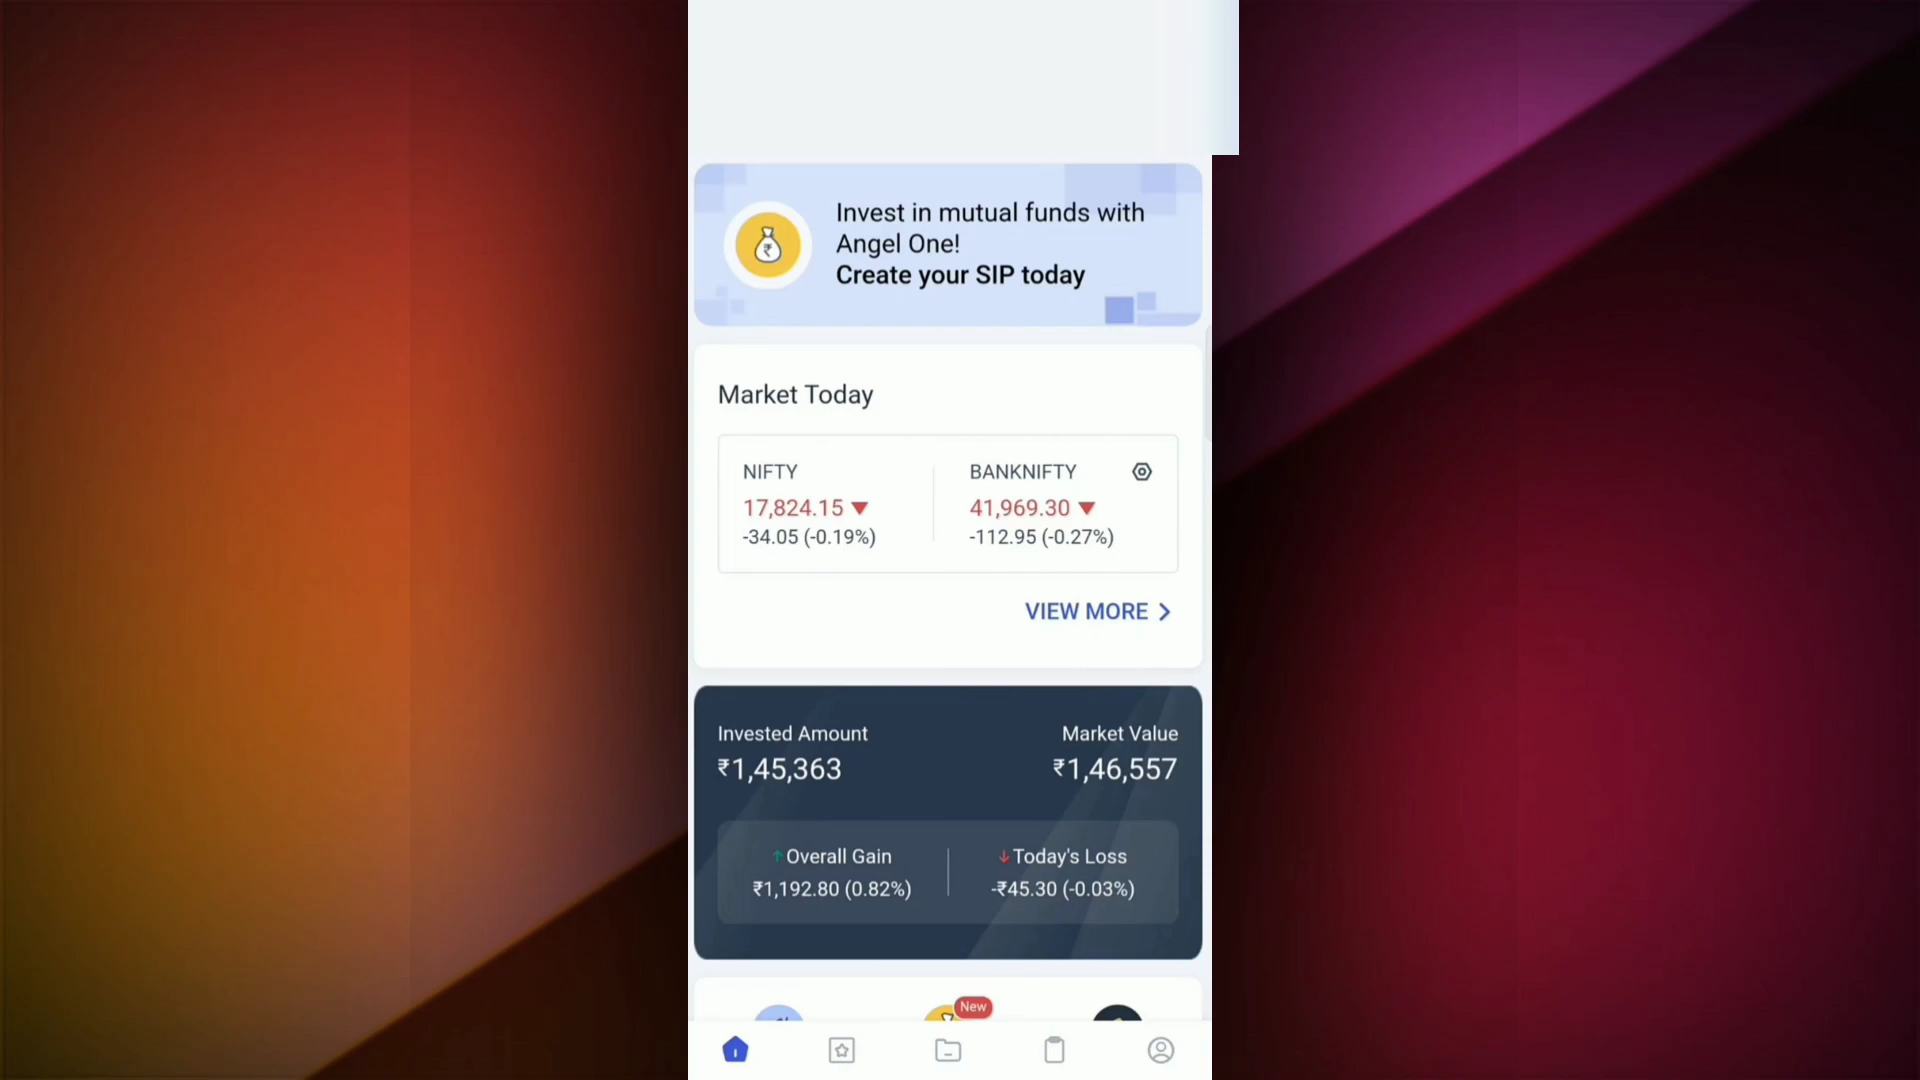 Invest in mutual funds with
Angel One!
Create your SIP today
Market Today
NIFTY
17,824.15
-34.05 (-0.19%)
BANKNIFTY
41,969.30
-112.95 (-0.27%)
VIEW MORE
Invested Amount
₹1,45,363
Market Value
₹1,46,557
Overall Gain
₹1,192.80 (0.82%)
Today's Loss
-₹45.30 (-0.03%)
New